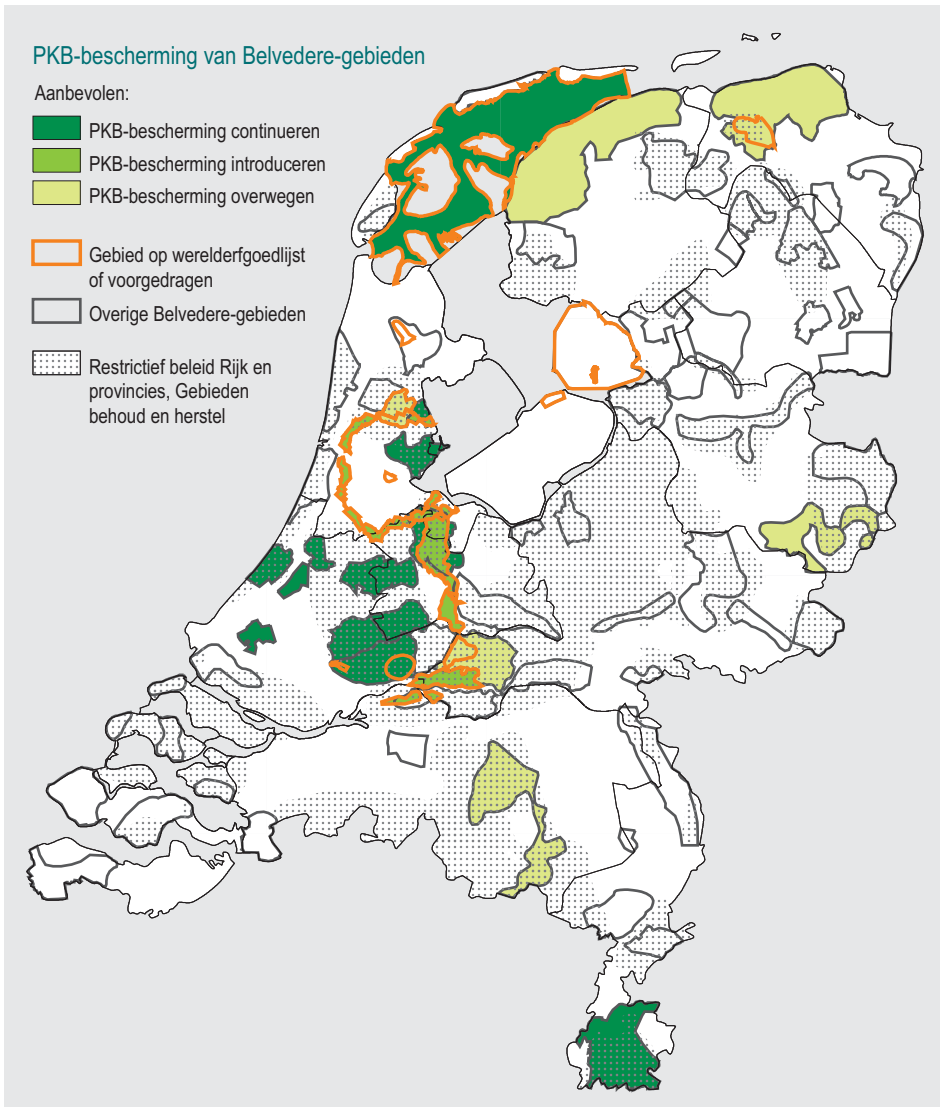 PKB-bescherming van Belvedere-gebieden
Aanbevolen:
PKB-bescherming continueren
PKB-bescherming introduceren
PKB-bescherming overwegen
Gebied op werelderfgoedlijst
of voorgedragen
Overige Belvedere-gebieden
Restrictief beleid Rijk en
provincies, Gebieden
behoud en herstel